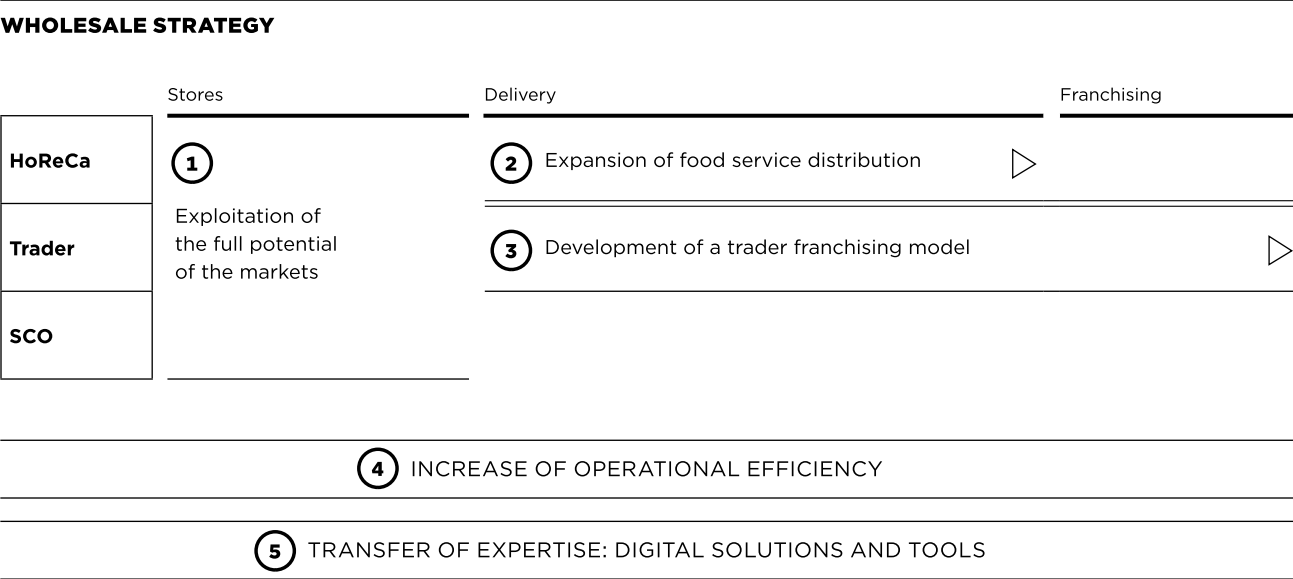 WHOLESALE STRATEGY
Stores
Delivery
Franchising
HoReCa
1
2 Expansion of food service distribution
Exploitation of
the full potential
of the markets
Trader
3 Development of a trader franchising model
SCO
4 INCREASE OF OPERATIONAL EFFICIENCY
5 TRANSFER OF EXPERTISE: DIGITAL SOLUTIONS AND TOOLS